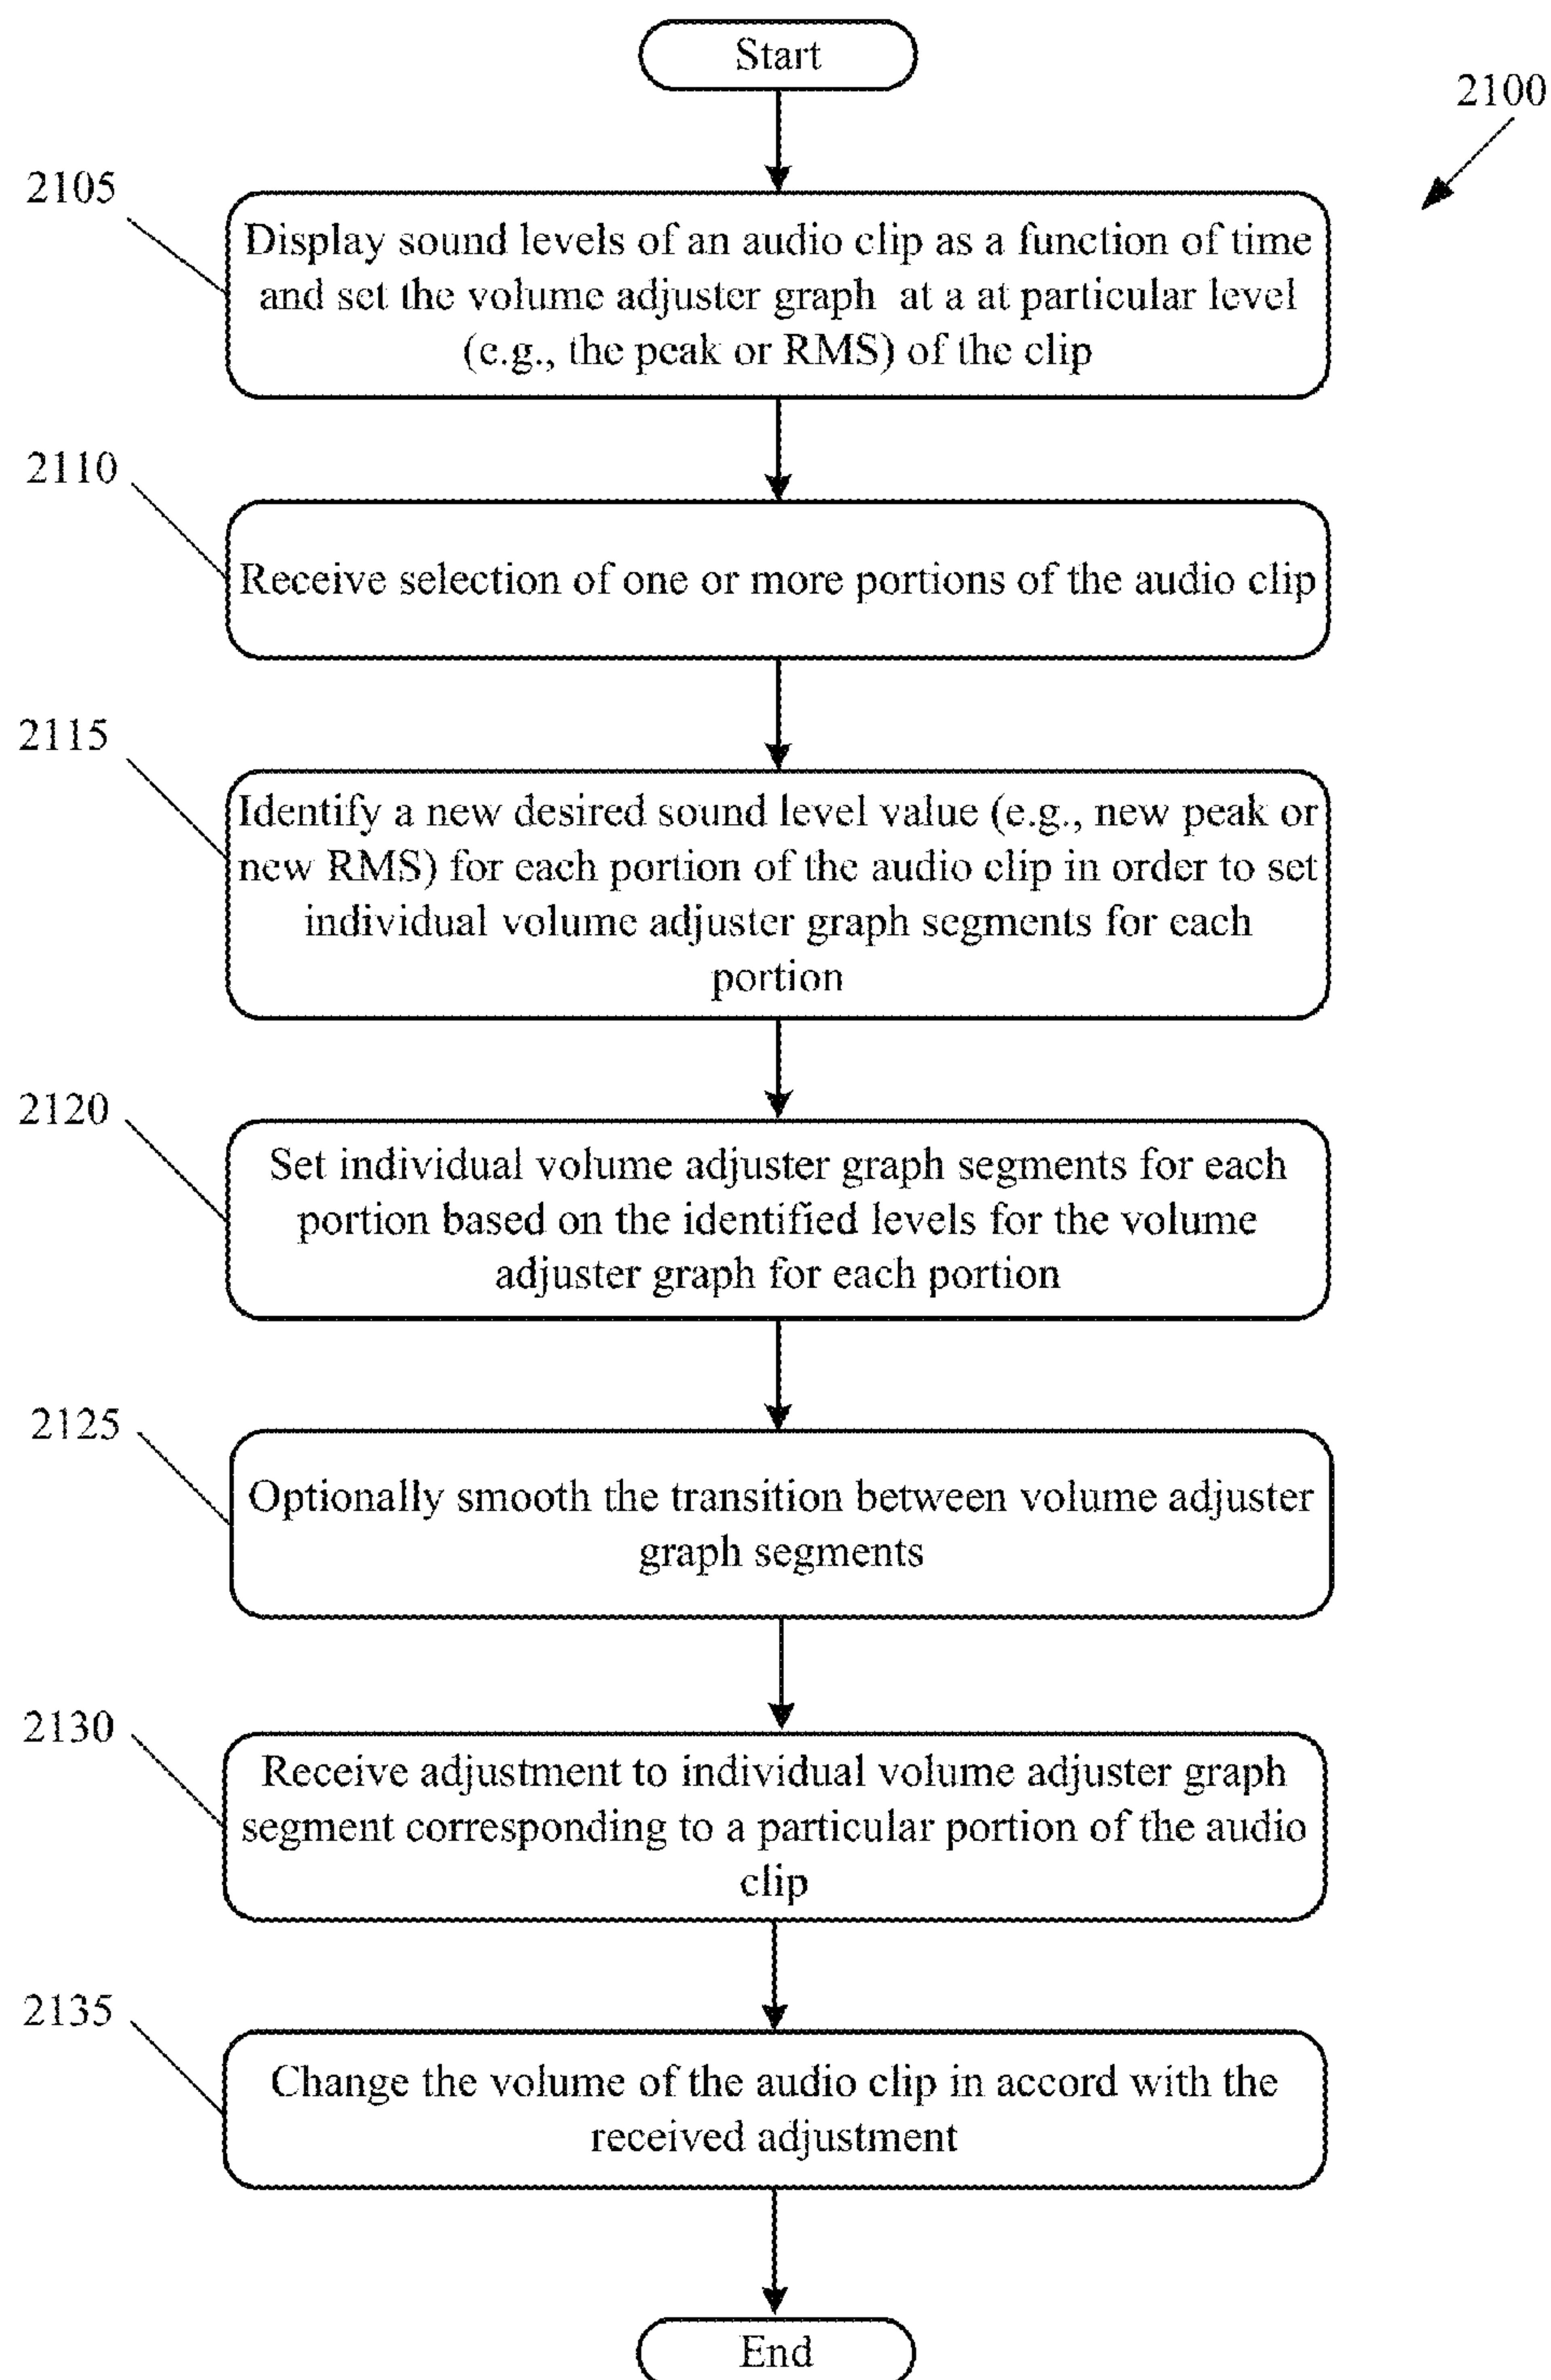 Start
2100
2105
Display sound levels of an audio clip as a function of time
and set the volume adjuster graph at a at particular level
(e.g., the peak or RMS) of the clip
2110
Receive selection of one or more portions of the audio clip
2115
Identify a new desired sound level value (e.g., new peak or
new RMS) for each portion of the audio clip in order to set
individual volume adjuster graph segments for each
portion
2120
Set individual volume adjuster graph segments for each
portion based on the identified levels for the volume
adjuster graph for each portion
2125
Optionally smooth the transition between volume adjuster
graph segments
2130
Receive adjustment to individual volume adjuster graph
segment corresponding to a particular portion of the audio
clip
2135
Change the volume of the audio clip in accord with the
received adjustment
End